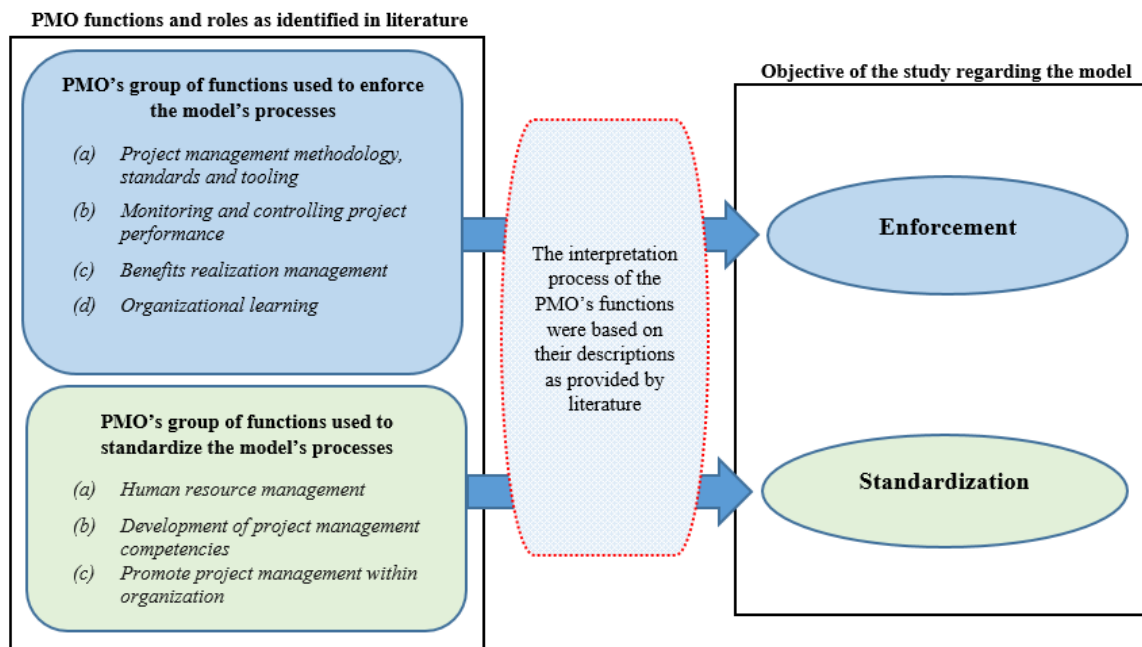 PMO functions and roles as identified in literature
PMO's group of functions used to enforce
the model's processes
(a) Project management methodology,
standards and tooling
(b) Monitoring and controlling project
performance
(c) Benefits realization management
(d) Organizational learning
PMO's group of functions used to
standardize the model's processes
(a) Human resource management
(b) Development of project management
competencies
(c) Promote project management within
organization
The interpretation
process of the
PMO's functions
were based on
their descriptions
as provided by
literature
Objective of the study regarding the model
Enforcement
Standardization